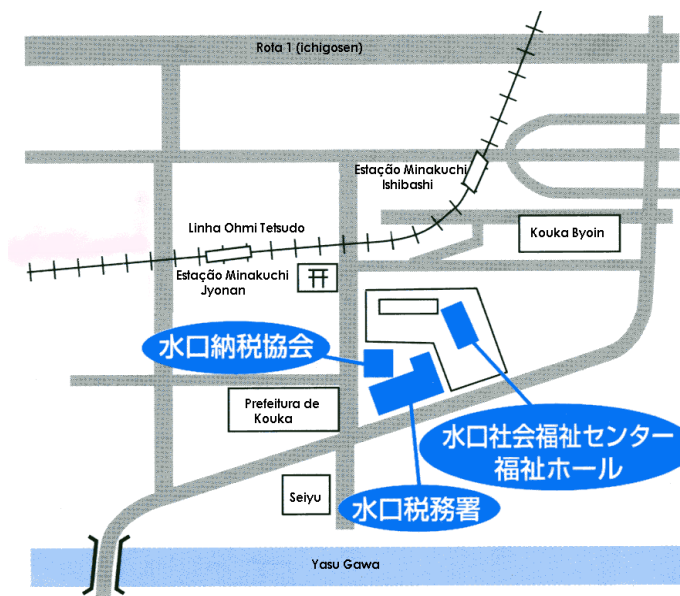 Rota 1 (ichigosen)
Estação Minakuchi
Ishibashi
Linha Ohmi Tetsudo
Kouka Byoin
Estação Minakuchi
Jyonan
水口納税協会
Prefeitura de
Kouka
水口社会福祉センター
福祉ホール
Seiyu
水口税務署
Yasu Gawa